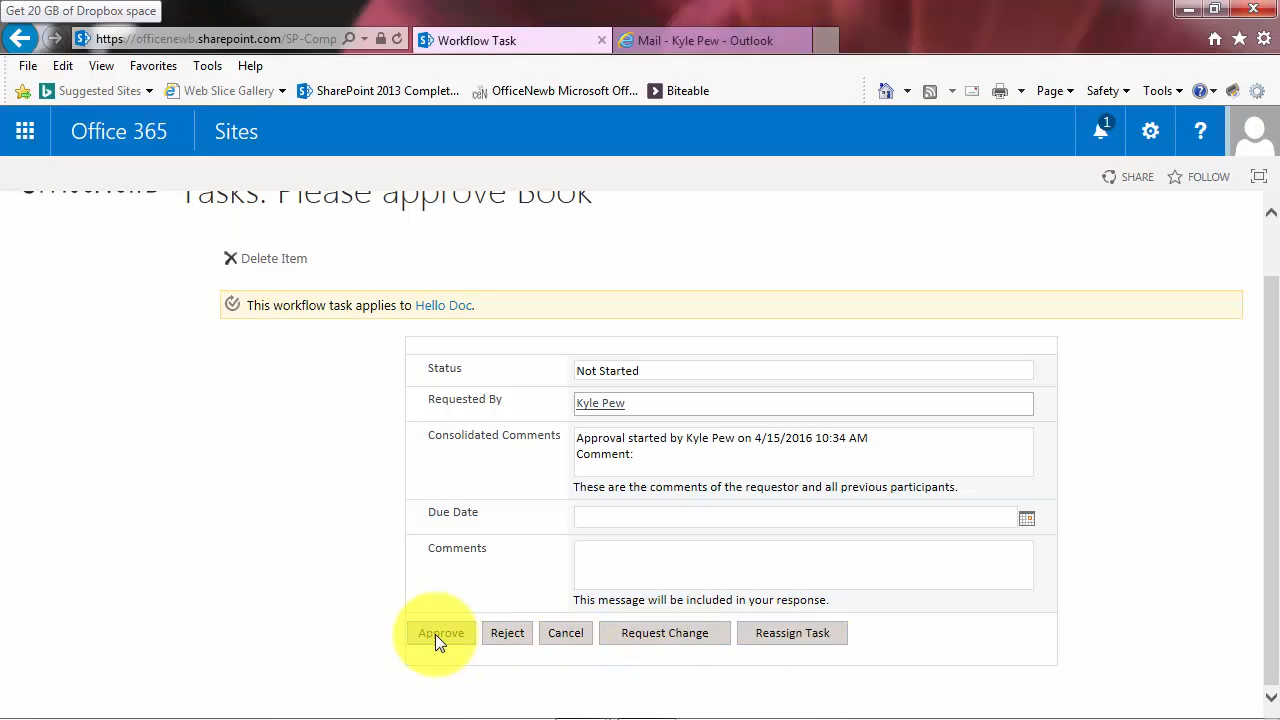 Get 20 GB of Dropbox space
https://officenewb.sharepoint.com/SP-Comp
Workflow Task
Mail - Kyle Pew - Outlook
File Edit View Favorites Tools Help
Suggested Sites
Web Slice Gallery
SharePoint 2013 Complet...
OfficeNewb Microsoft Off...
Biteable
Page
Safety
Tools
Office 365
Sites
1
?
SHARE
FOLLOW
Tasks: Please approve Book
Delete Item
This workflow task applies to Hello Doc.
Status
Not Started
Requested By
Kyle Pew
Consolidated Comments
Approval started by Kyle Pew on 4/15/2016 10:34 AM
Comment:
These are the comments of the requestor and all previous participants.
Due Date
Comments
This message will be included in your response.
Approve
Reject
Cancel
Request Change
Reassign Task